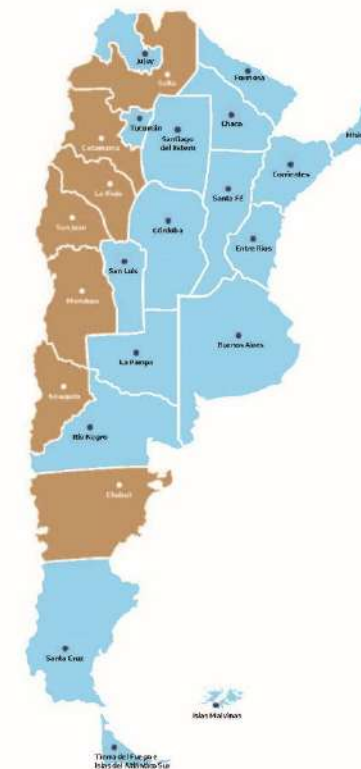 Jujuy
Salta
Formosa
Tucumán
Chaco
Santiago
del Estero
Catamarca
Corrientes
La Rioja
Santa FÉ
San Juan
Córdoba
Entre Ríos
San Luis
Mendoza
Buenos Aires
La Pampa
Neuquén
Río Negro
Chubut
Santa Cruz
Islas Malvinas
Tierra del Fuego e
Islas del Atlántico Sur